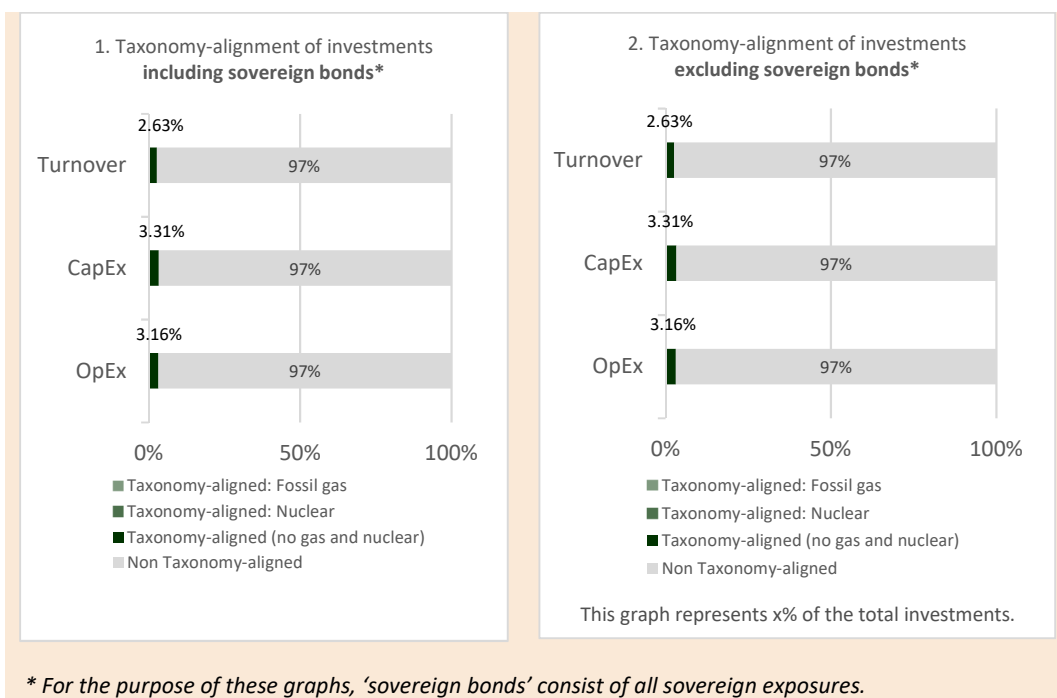 1. Taxonomy-alignment of investments
including sovereign bonds*
2.63%
Turnover
97%
3.31%
CapEx
97%
3.16%
OpEx
97%
0%
50%
100%
Taxonomy-aligned: Fossil gas
Taxonomy-aligned: Nuclear
Taxonomy-aligned (no gas and nuclear)
Non Taxonomy-aligned
2. Taxonomy-alignment of investments
excluding sovereign bonds*
2.63%
Turnover
97%
3.31%
CapEx
97%
3.16%
OpEx
97%
0%
50%
100%
Taxonomy-aligned: Fossil gas
Taxonomy-aligned: Nuclear
Taxonomy-aligned (no gas and nuclear)
Non Taxonomy-aligned
This graph represents x% of the total investments.
* For the purpose of these graphs, ‘sovereign bonds’ consist of all sovereign exposures.